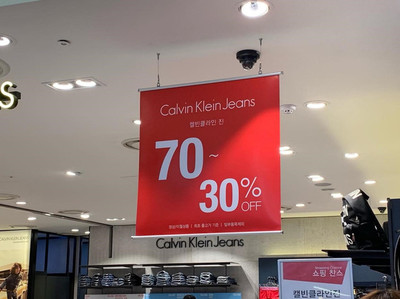 Calvin Klein Jeans
캘빈클라인 진
70~
30%
OFF
Calvin Klein Jeans
쇼핑 찬스
캘빈클라인진